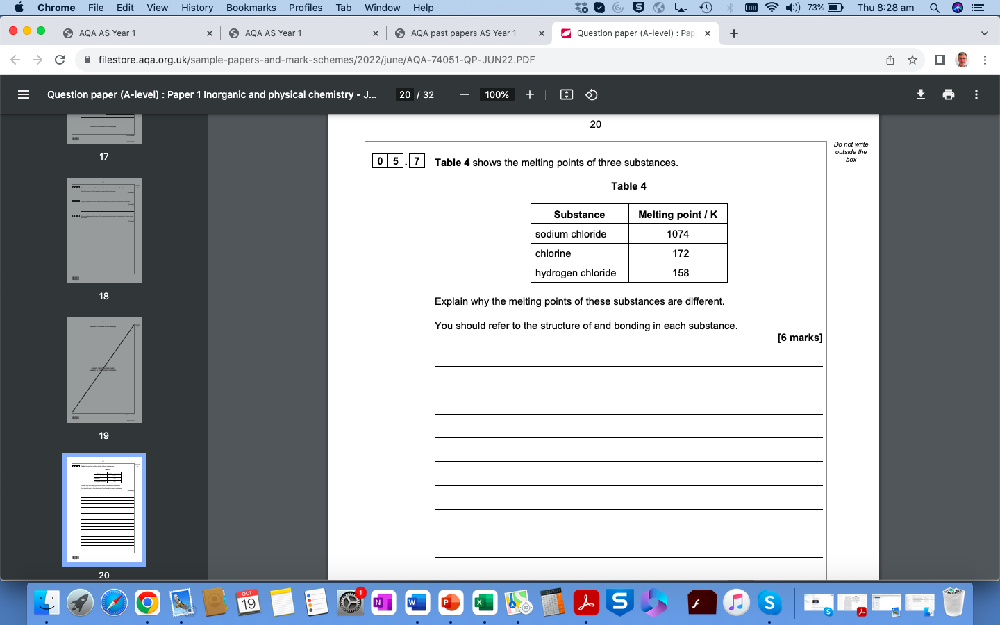 Chrome File Edit View History Bookmarks Profiles Tab Window Help 73% Thu 8:28 am
AQA AS Year 1 AQA AS Year 1 AQA past papers AS Year 1 Question paper (A-level) : Pap
filestore.aqa.org.uk/sample-papers-and-mark-schemes/2022/june/AQA-74051-QP-JUN22.PDF
Question paper (A-level) : Paper 1 Inorganic and physical chemistry - J... 20 / 32 100%
17
18
19
20
20
Do not write
outside the
box
0 5 . 7 Table 4 shows the melting points of three substances.
Table 4
Substance Melting point / K
sodium chloride 1074
chlorine 172
hydrogen chloride 158
Explain why the melting points of these substances are different.
You should refer to the structure of and bonding in each substance.
[6 marks]
OCT
19
1